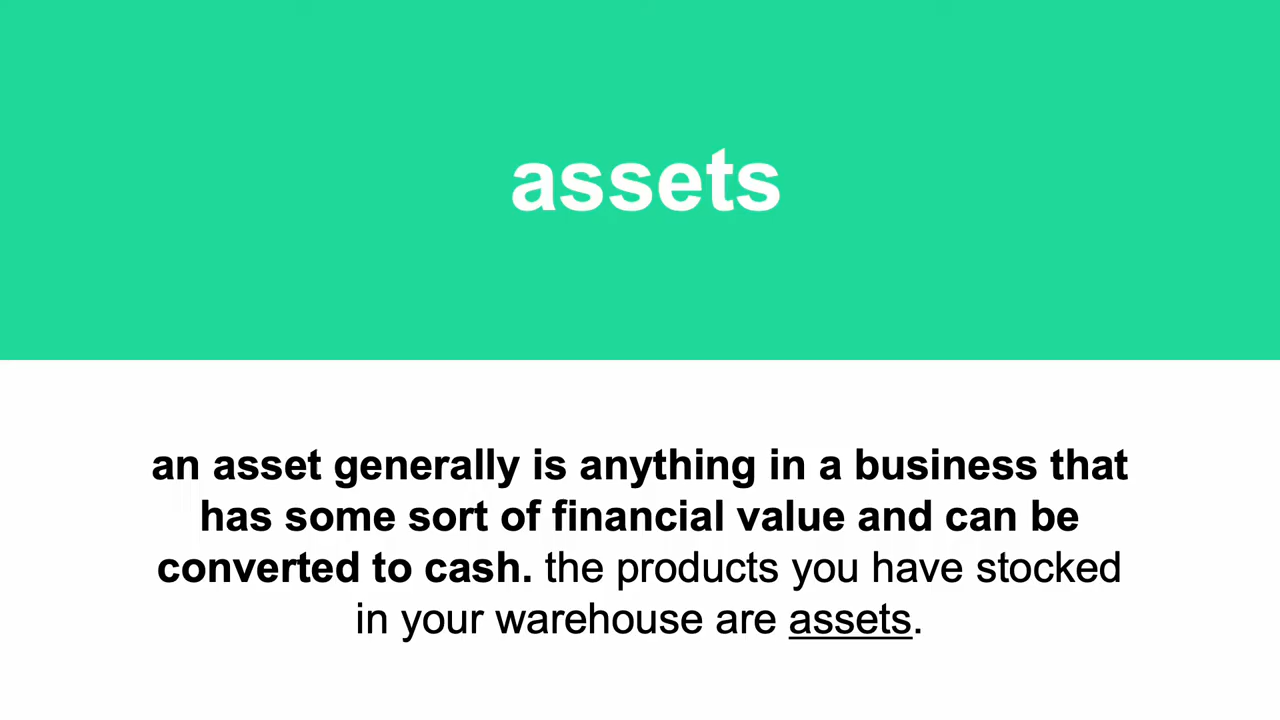 assets
an asset generally is anything in a business that
has some sort of financial value and can be
converted to cash. the products you have stocked
in your warehouse are assets.